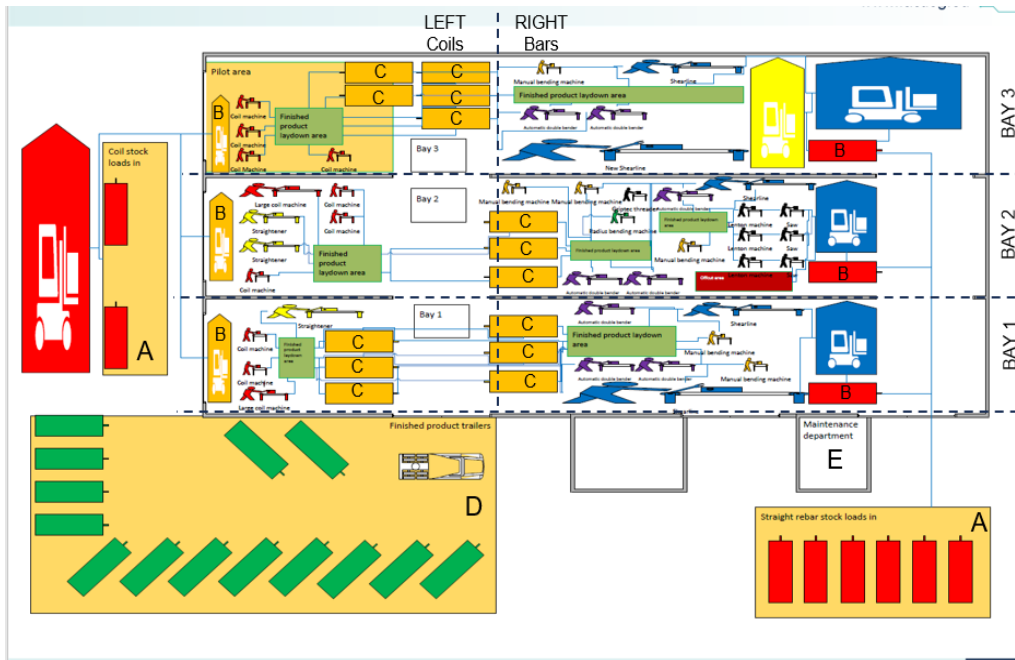 LEFT
Coils
RIGHT
Bars
Pilot area
B
Coil machine
Coil machine
Coil Machine
Coil machine
Finished
product
laydown area
C
C
C
C
C
Bay 3
Manual bending machine
Shearline
Finished product laydown area
Automatic double bender
Automatic double bender
New Shearline
B
BAY 3
Coil stock
loads in
A
B
Large coil machine
Coil machine
Straightener
Coil machine
Straightener
Coil machine
Finished
product
laydown area
Bay 2
C
C
C
Manual bending machine
Manual bending machine
Automatic double bender
Shearline
Radius bending machine
Finished product laydown
area
Finished product laydown
area
Manual bending machine
Lenton machine
Saw
Lenton machine
Saw
Automatic double bender
Automatic double bender
Office area
B
BAY 2
B
Straightener
Coil machine
Coil machine
Large coil machine
Finished
product
laydown
area
Bay 1
C
C
C
C
C
C
Automatic double bender
Shearline
Finished product laydown
area
Manual bending machine
Automatic double bender
Automatic double bender
Manual bending machine
Shearline
B
BAY 1
Finished product trailers
D
Maintenance
department
E
Straight rebar stock loads in
A